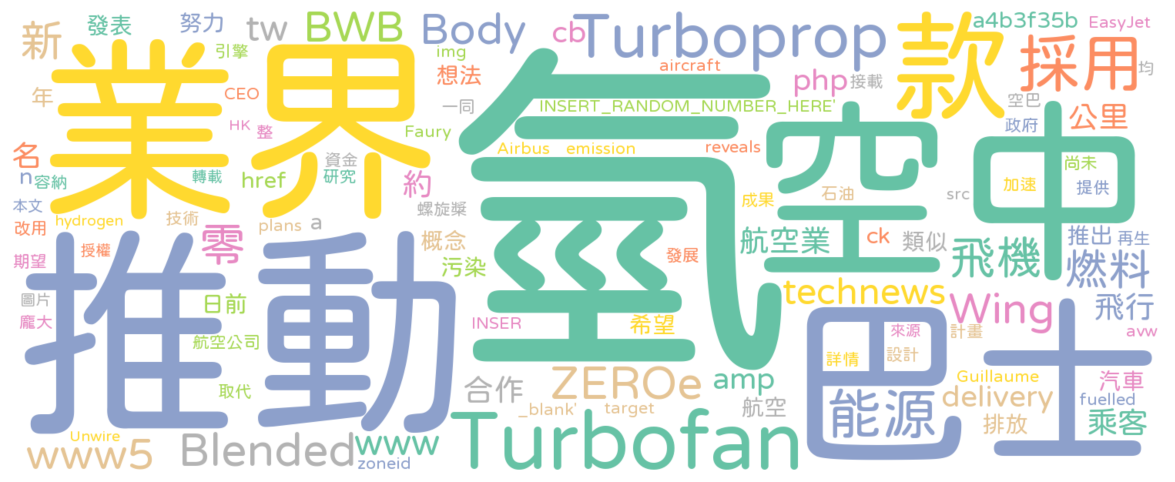 新
發表
努力
tw
BWB
Body
cb
Turboprop
款
a4b3f35b
EasyJet
引擎
img
想法
aircraft
php
接載
採用
均
年
業界
CEO
一同
INSERT_RANDOM_NUMBER_HERE'
氫
空中
空巴
公里
HK
整
Faury
Airbus
emission
reveals
政府
名
資金
尚未
n
容納
轉載
href
研究
約
成果
石油
src
加速
提供
本文
hydrogen
技術
plans
a
螺旋槳
改用
授權
零
概念
航空業
ck
類似
推出
再生
期望
推動
污染
發展
飛機
燃料
圖片
日前
technews
Wing
飛行
龐大
INSER
希望
巴士
來源
計畫
avw
航空公司
詳情
設計
取代
合作
ZEROe
amp
Guillaume
汽車
_blank'
target
航空
能源
delivery
fuelled
Unwire
www5
Blended
www
zoneid
Turbofan
排放
乘客